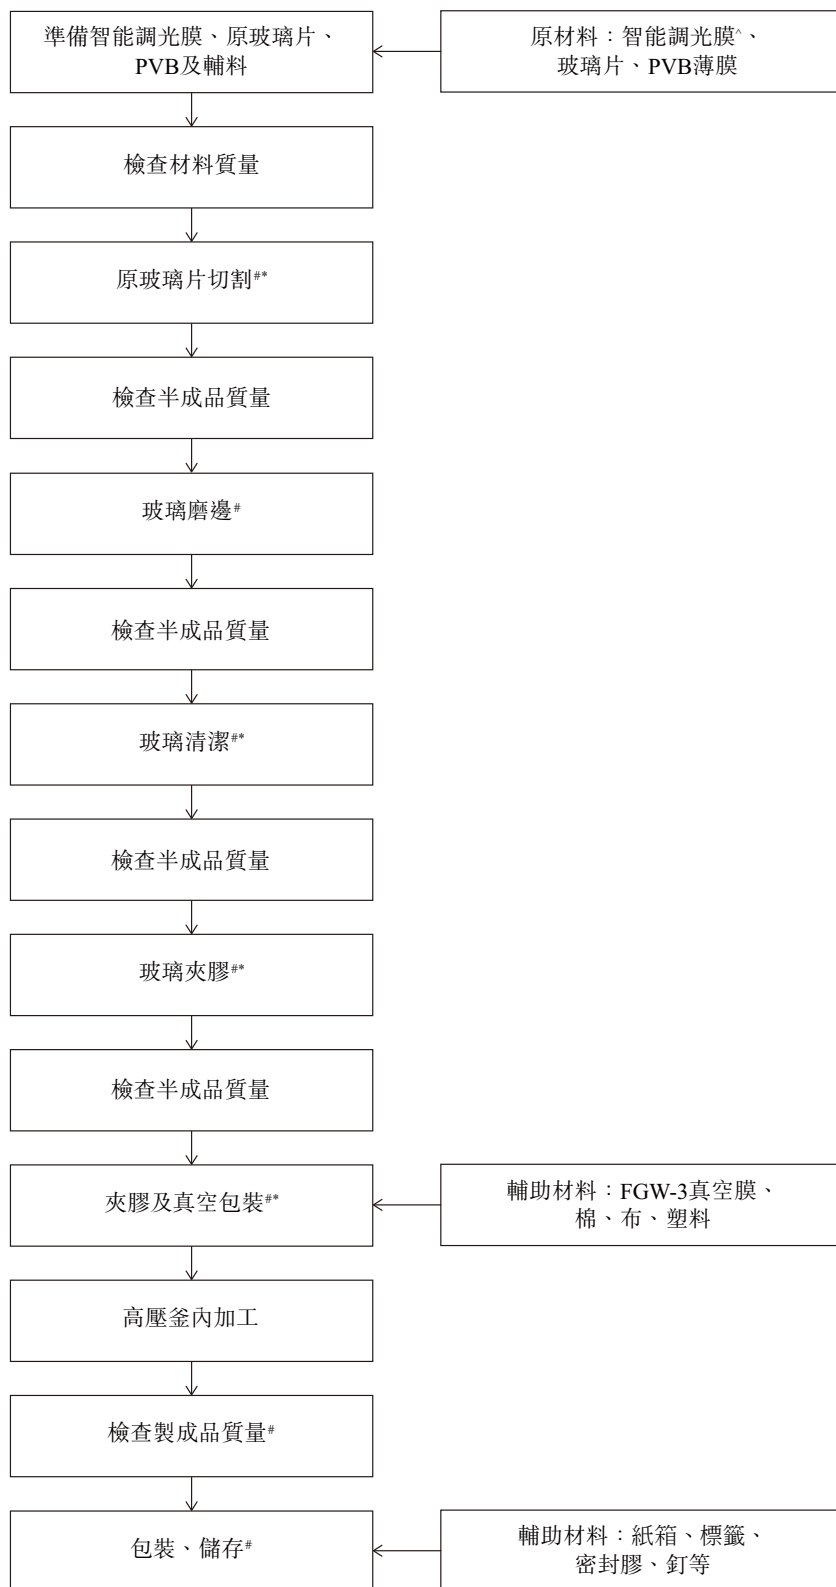 準備智能調光膜、原玻璃片、
PVB及輔料
原材料：智能調光膜^、
玻璃片、PVB薄膜
檢查材料質量
原玻璃片切割#*
檢查半成品質量
玻璃磨邊#
檢查半成品質量
玻璃清潔#*
檢查半成品質量
玻璃夾膠#*
檢查半成品質量
夾膠及真空包裝#*
輔助材料：FGW-3真空膜、
棉、布、塑料
高壓釜內加工
檢查製成品質量#
包裝、儲存#
輔助材料：紙箱、標籤、
密封膠、釘等